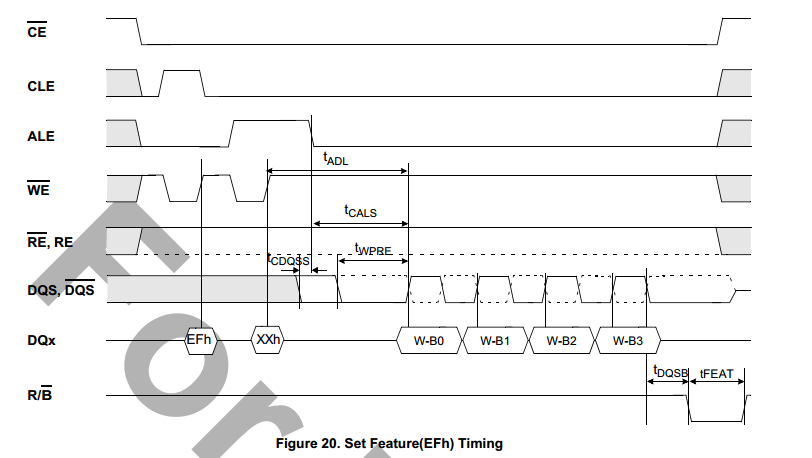 CE
CLE
ALE
tADL
WE
tCALS
RE, RE
tWPRE
tCDQSS
DQS, DQS
DQx
EFh
XXh
W-B0
W-B1
W-B2
W-B3
tDQSB
tFEAT
R/B
Figure 20. Set Feature(EFh) Timing
For